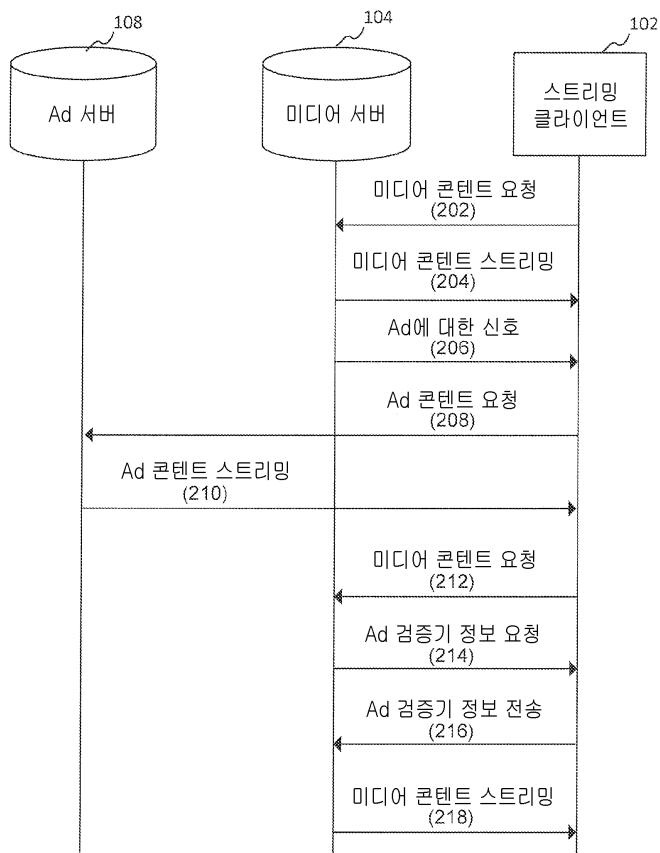 108
104
102
Ad 서버
미디어 서버
스트리밍
클라이언트
미디어 콘텐트 요청
(202)
미디어 콘텐트 스트리밍
(204)
Ad에 대한 신호
(206)
Ad 콘텐트 요청
(208)
Ad 콘텐트 스트리밍
(210)
미디어 콘텐트 요청
(212)
Ad 검증기 정보 요청
(214)
Ad 검증기 정보 전송
(216)
미디어 콘텐트 스트리밍
(218)